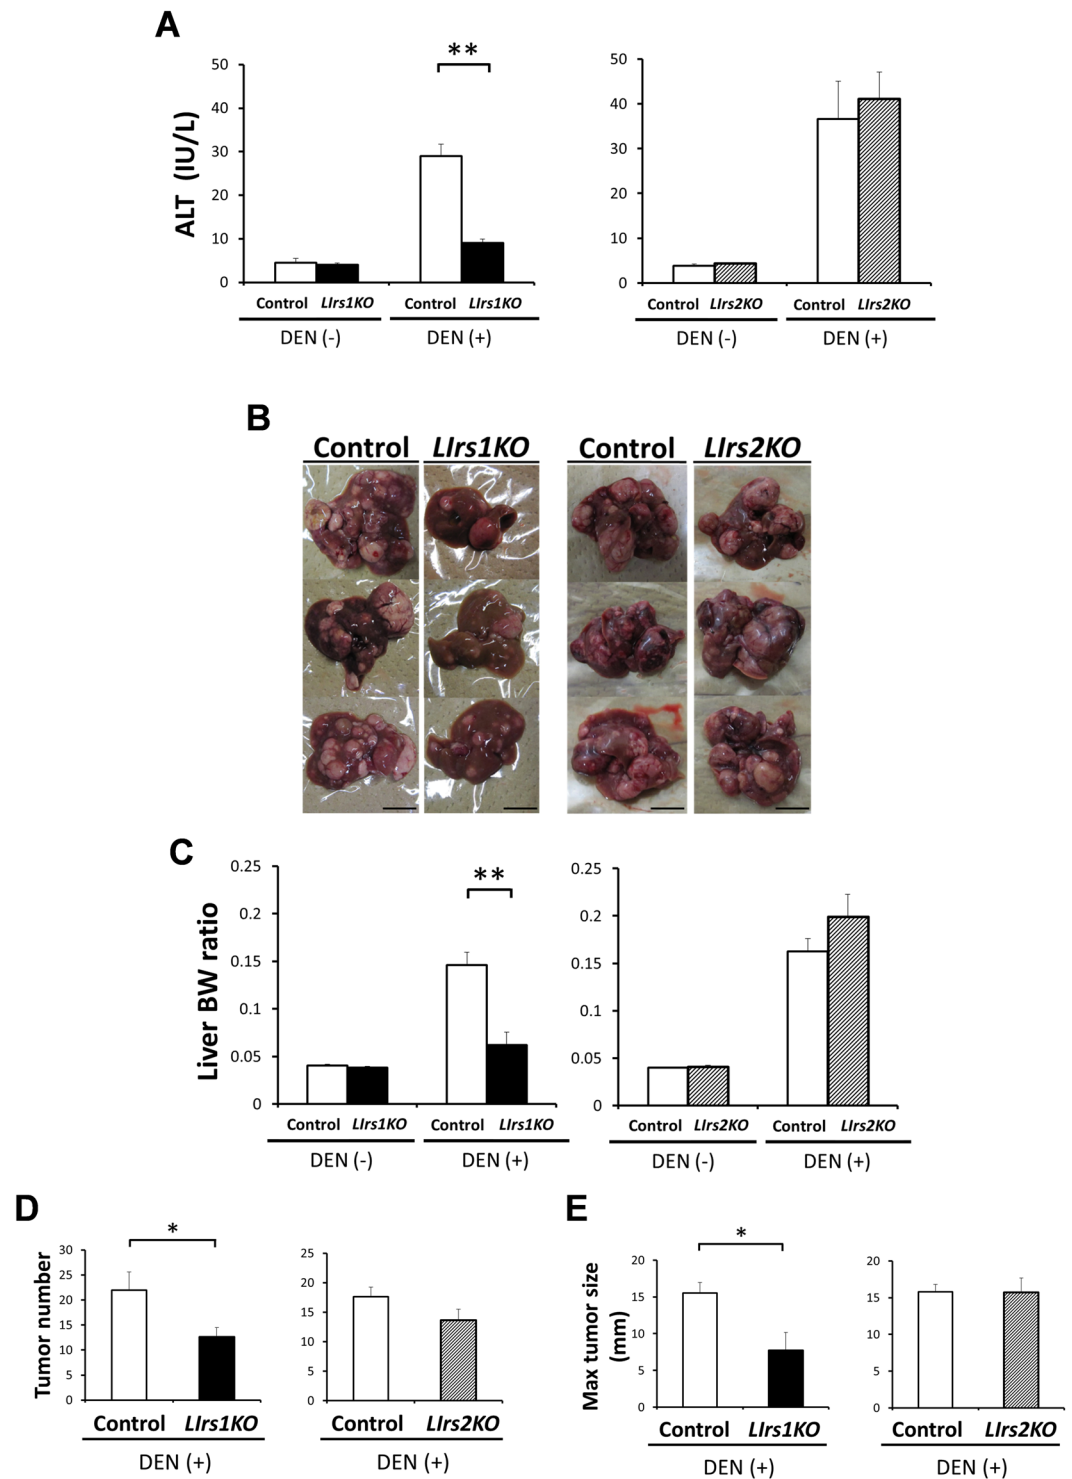 A
**
50
40
30
20
10
0
ALT (IU/L)
Control LIrs1KO Control LIrs1KO
DEN (-) DEN (+)
50
40
30
20
10
0
Control LIrs2KO Control LIrs2KO
DEN (-) DEN (+)
B
Control LIrs1KO Control LIrs2KO
C
**
0.25
0.2
0.15
0.1
0.05
0
Liver BW ratio
Control LIrs1KO Control LIrs1KO
DEN (-) DEN (+)
0.25
0.2
0.15
0.1
0.05
0
Control LIrs2KO Control LIrs2KO
DEN (-) DEN (+)
D
*
30
25
20
15
10
5
0
Tumor number
Control LIrs1KO
DEN (+)
25
20
15
10
5
0
Control LIrs2KO
DEN (+)
E
*
20
15
10
5
0
Max tumor size
(mm)
Control LIrs1KO
DEN (+)
20
15
10
5
0
Control LIrs2KO
DEN (+)